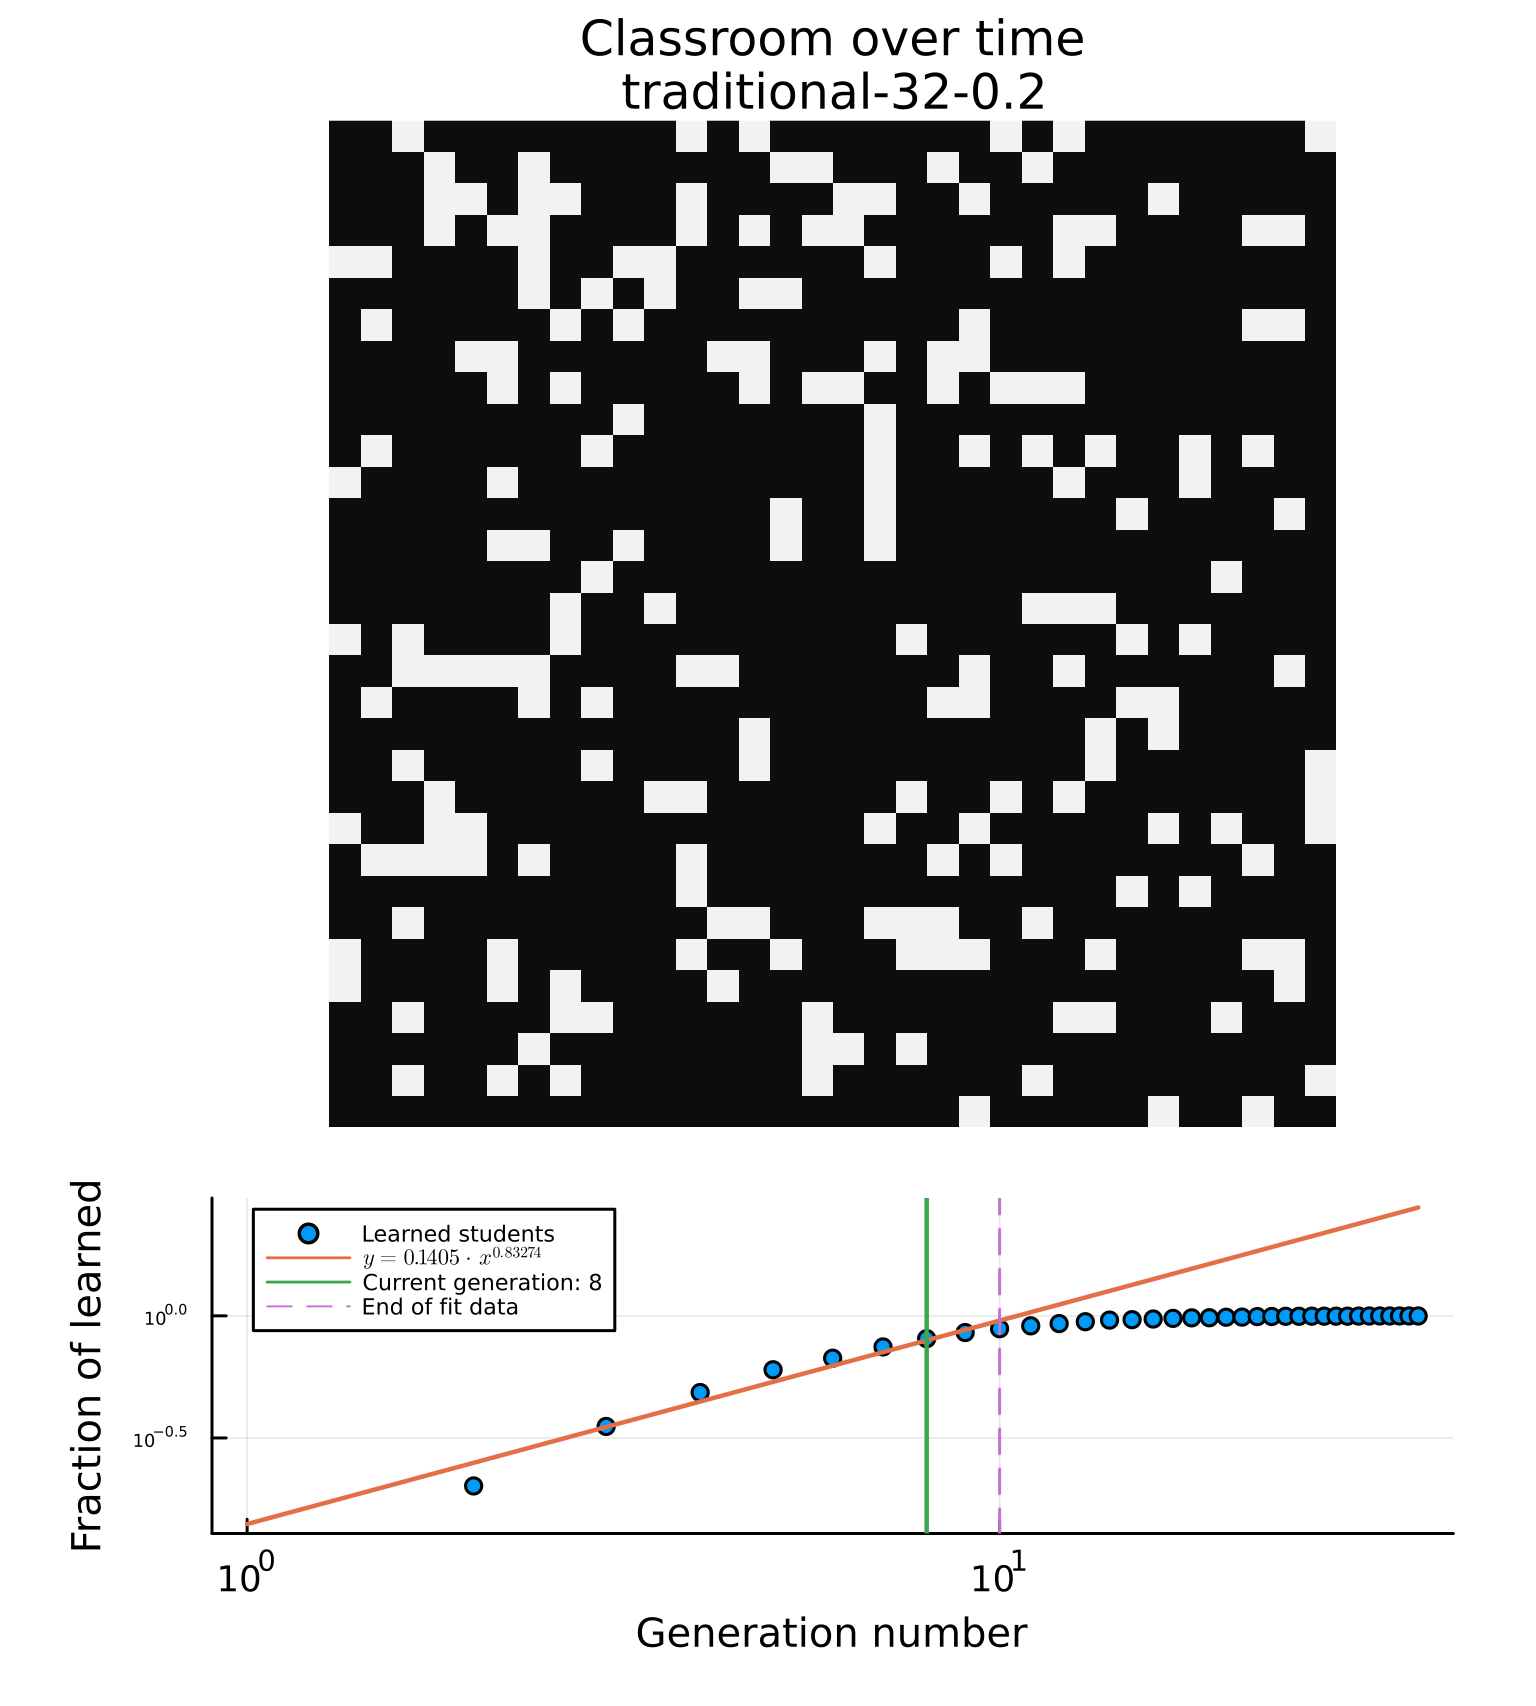 Classroom over time
traditional-32-0.2
Fraction of learned
Learned students
y = 0.1405 · x^0.83274
Current generation: 8
End of fit data
10^0.0
10^−0.5
10^0
10^1
Generation number